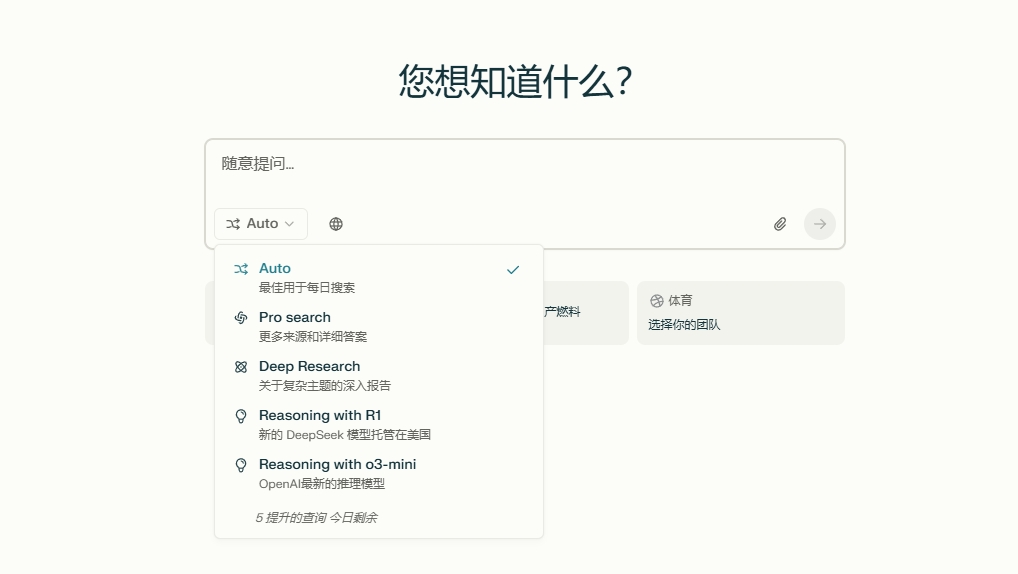 您想知道什么？
随意提问...
Auto
Auto
最佳用于每日搜索
Pro search
更多来源和详细答案
Deep Research
关于复杂主题的深入报告
Reasoning with R1
新的 DeepSeek 模型托管在美国
Reasoning with o3-mini
OpenAI最新的推理模型
5 提升的查询 今日剩余
产燃料
体育
选择你的团队